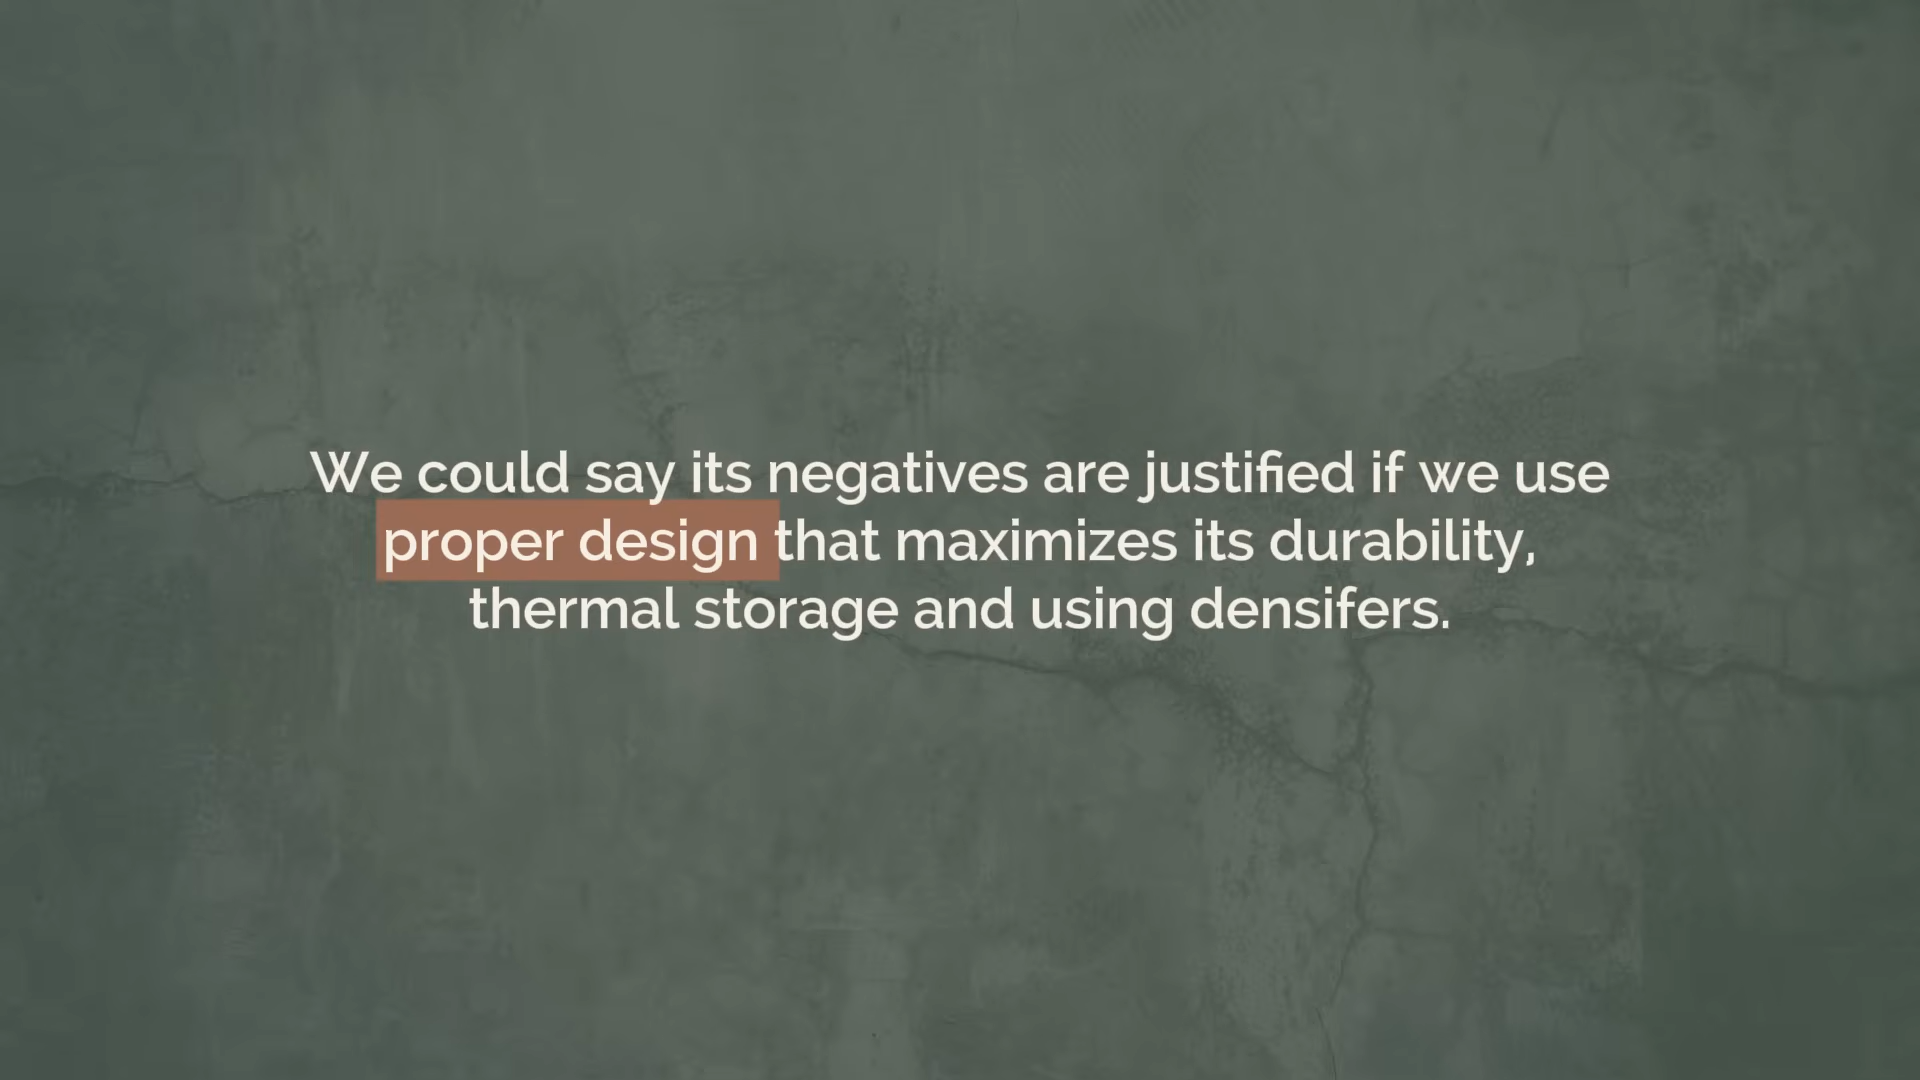 We could say its negatives are justified if we use
proper design that maximizes its durability,
thermal storage and using densifers.